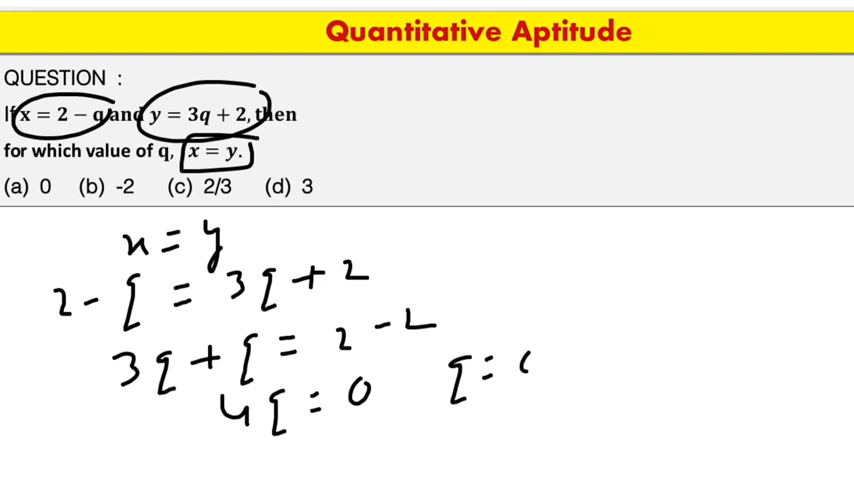 Quantitative Aptitude
QUESTION :
If x = 2 − q and y = 3q + 2, then
for which value of q, x = y.
(a) 0 (b) -2 (c) 2/3 (d) 3
x = y
2 - q = 3q + 2
3q + q = 2 - 2
4q = 0 q =